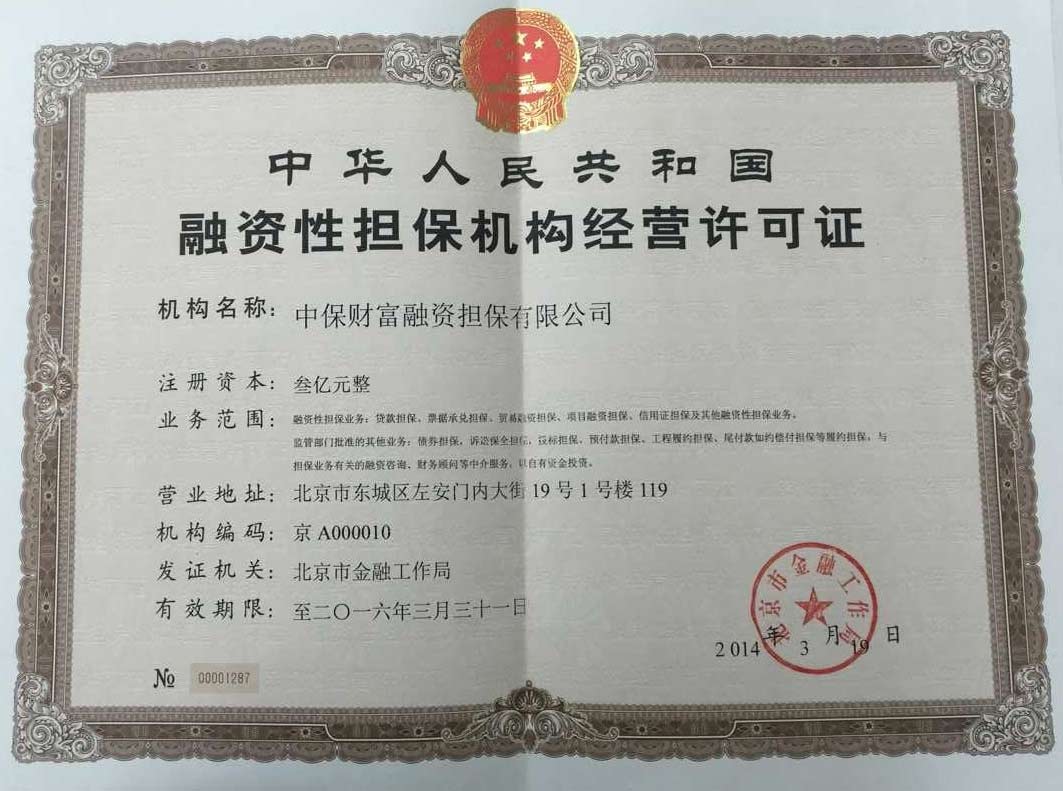 中华人民共和国
融资性担保机构经营许可证
机构名称：中保财富融资担保有限公司
注册资本：叁亿元整
业务范围：融资性担保业务：贷款担保、票据承兑担保、贸易融资担保、项目融资担保、信用证担保及其他融资性担保业务。
监管部门批准的其他业务：债券担保、诉讼保全担保、投标担保、预付款担保、工程履约担保、尾付款如约偿付担保等履约担保，与
担保业务有关的融资咨询、财务顾问等中介服务，以自有资金投资。
营业地址：北京市东城区左安门内大街 19 号 1 号楼 119
机构编码：京 A000010
发证机关：北京市金融工作局
有效期限：至二〇一六年三月三十一日
北京市金融工作局
2014 年 3 月 19 日
№ 00001287